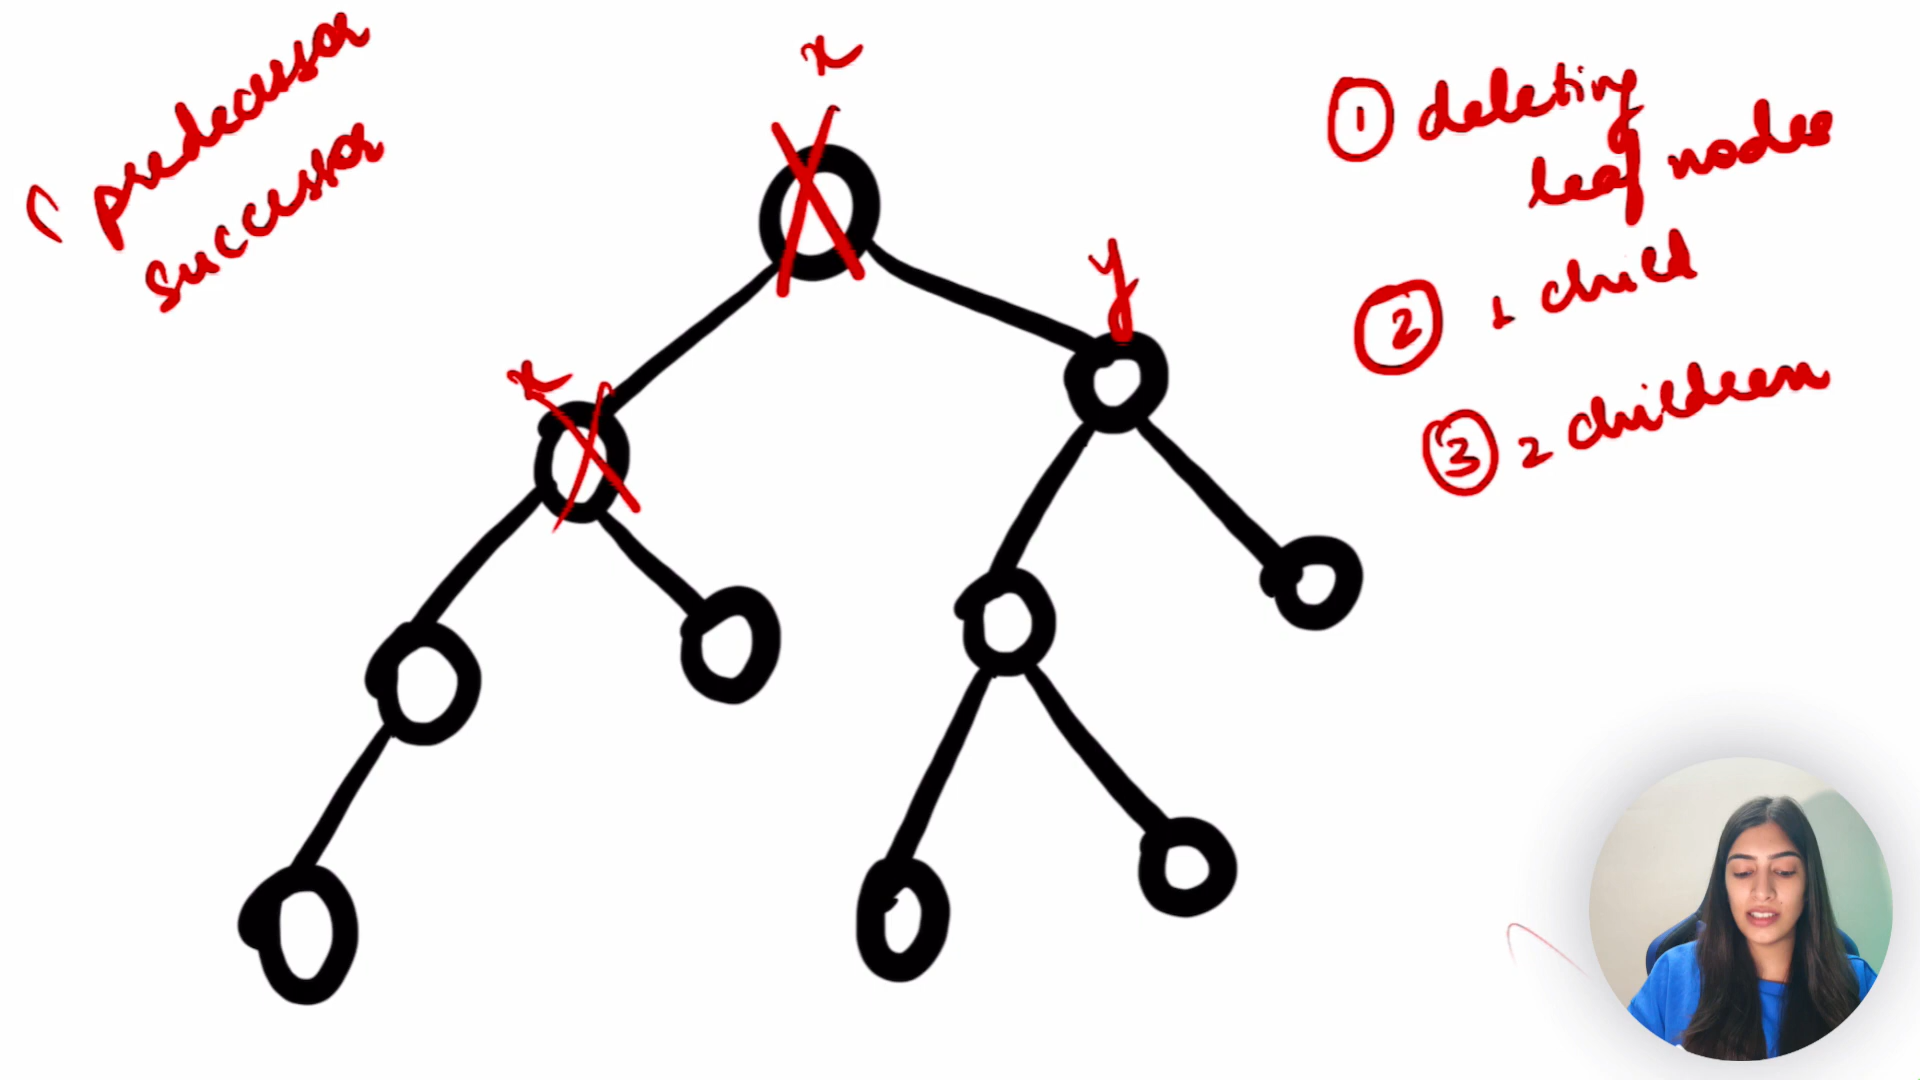 predecessor
successor
x
x
y
① deleting
leaf nodes
② 1 child
③ 2 children